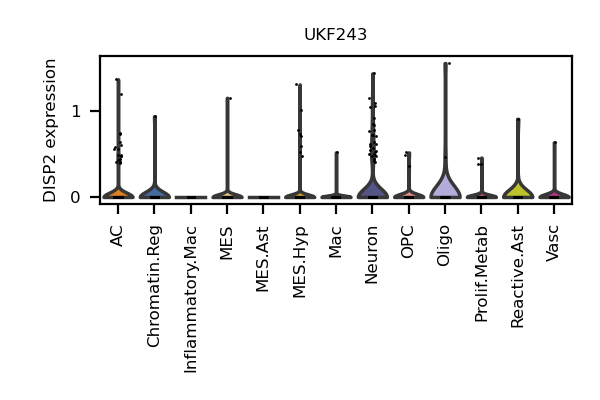 UKF243
DISP2 expression
1
0
AC
Chromatin.Reg
Inflammatory.Mac
MES
MES.Ast
MES.Hyp
Mac
Neuron
OPC
Oligo
Prolif.Metab
Reactive.Ast
Vasc